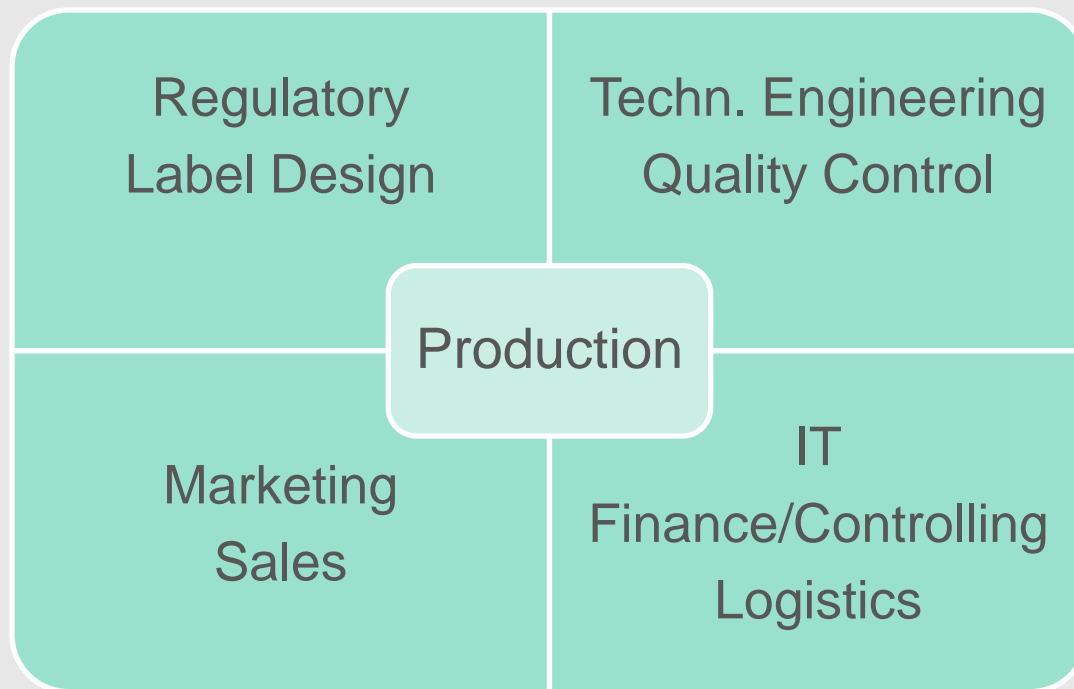 Regulatory
Label Design
Techn. Engineering
Quality Control
Production
Marketing
Sales
IT
Finance/Controlling
Logistics